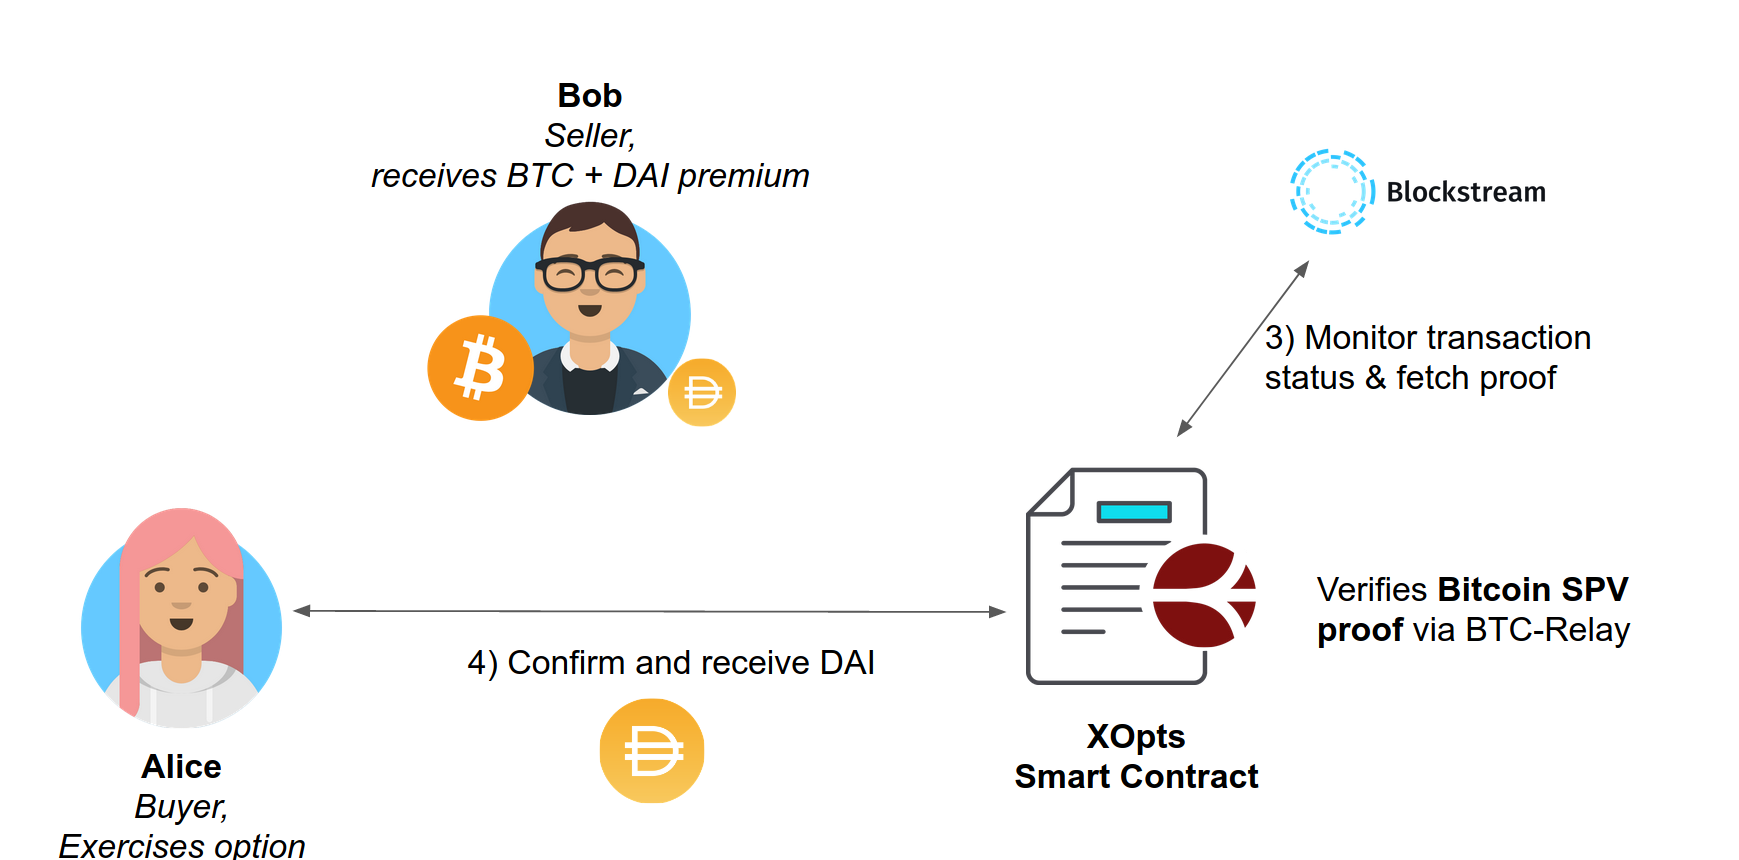 Bob
Seller,
receives BTC + DAI premium
Blockstream
3) Monitor transaction
status & fetch proof
Verifies Bitcoin SPV
proof via BTC-Relay
4) Confirm and receive DAI
XOpts
Smart Contract
Alice
Buyer,
Exercises option